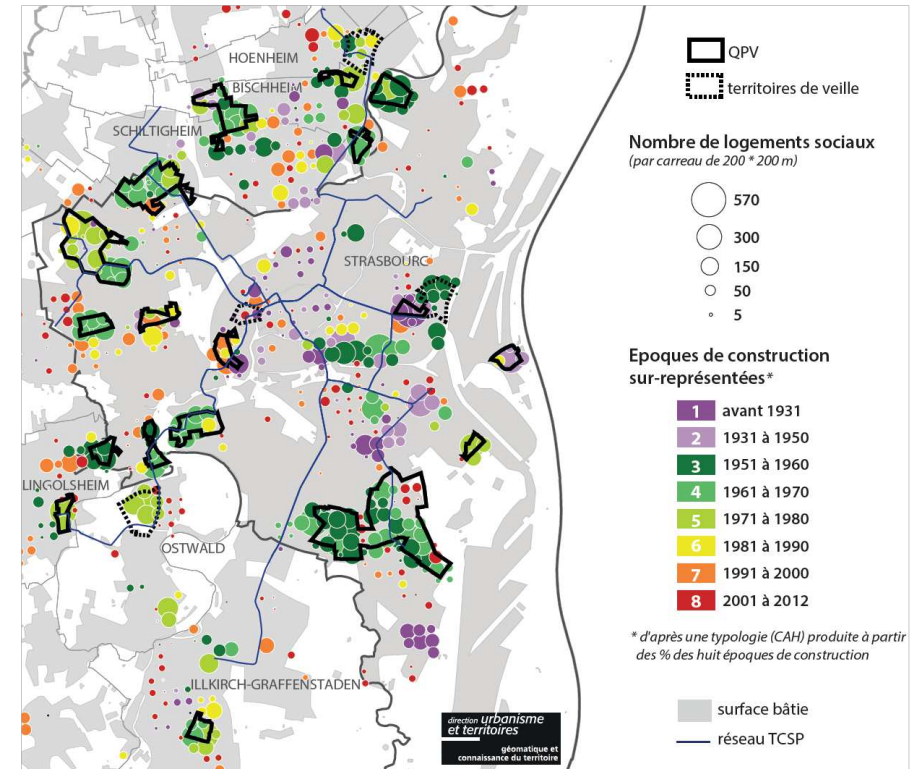 HOENHEIM
BISCHHEIM
SCHILTIGHEIM
STRASBOURG
LINGOLSHEIM
OSTWALD
ILLKIRCH-GRAFFENSTADEN
QPV
territoires de veille
Nombre de logements sociaux
(par carreau de 200 * 200 m)
570
300
150
50
5
Epoques de construction
sur-représentées*
1 avant 1931
2 1931 à 1950
3 1951 à 1960
4 1961 à 1970
5 1971 à 1980
6 1981 à 1990
7 1991 à 2000
8 2001 à 2012
* d'après une typologie (CAH) produite à partir
des % des huit époques de construction
surface bâtie
réseau TCSP
direction urbanisme
et territoires
géomatique et
connaissance du territoire